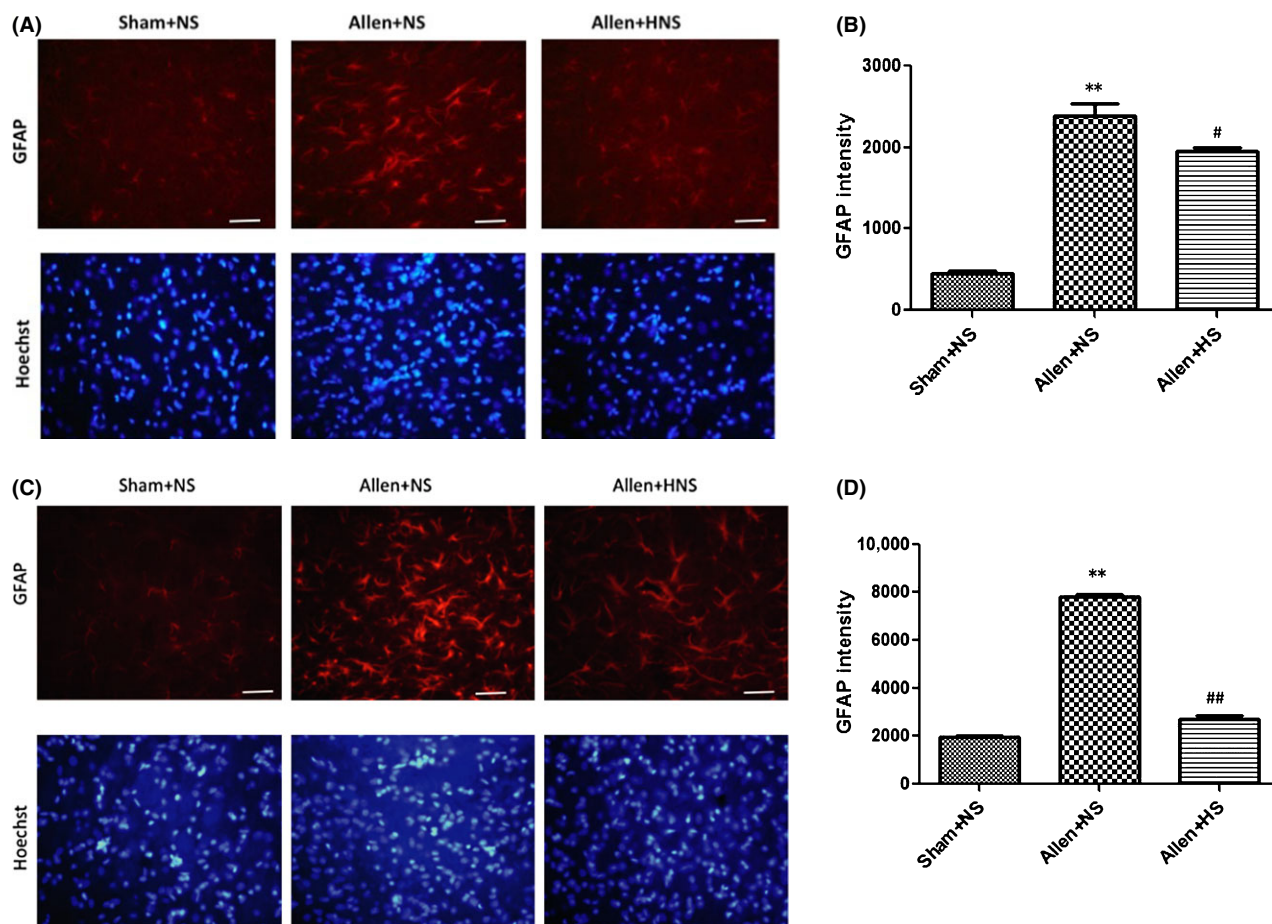 (A)
Sham+NS
Allen+NS
Allen+HNS
GFAP
Hoechst
(B)
GFAP intensity
3000
2000
1000
0
**
#
Sham+NS
Allen+NS
Allen+HS
(C)
Sham+NS
Allen+NS
Allen+HNS
GFAP
Hoechst
(D)
GFAP intensity
10,000
8000
6000
4000
2000
0
**
##
Sham+NS
Allen+NS
Allen+HS